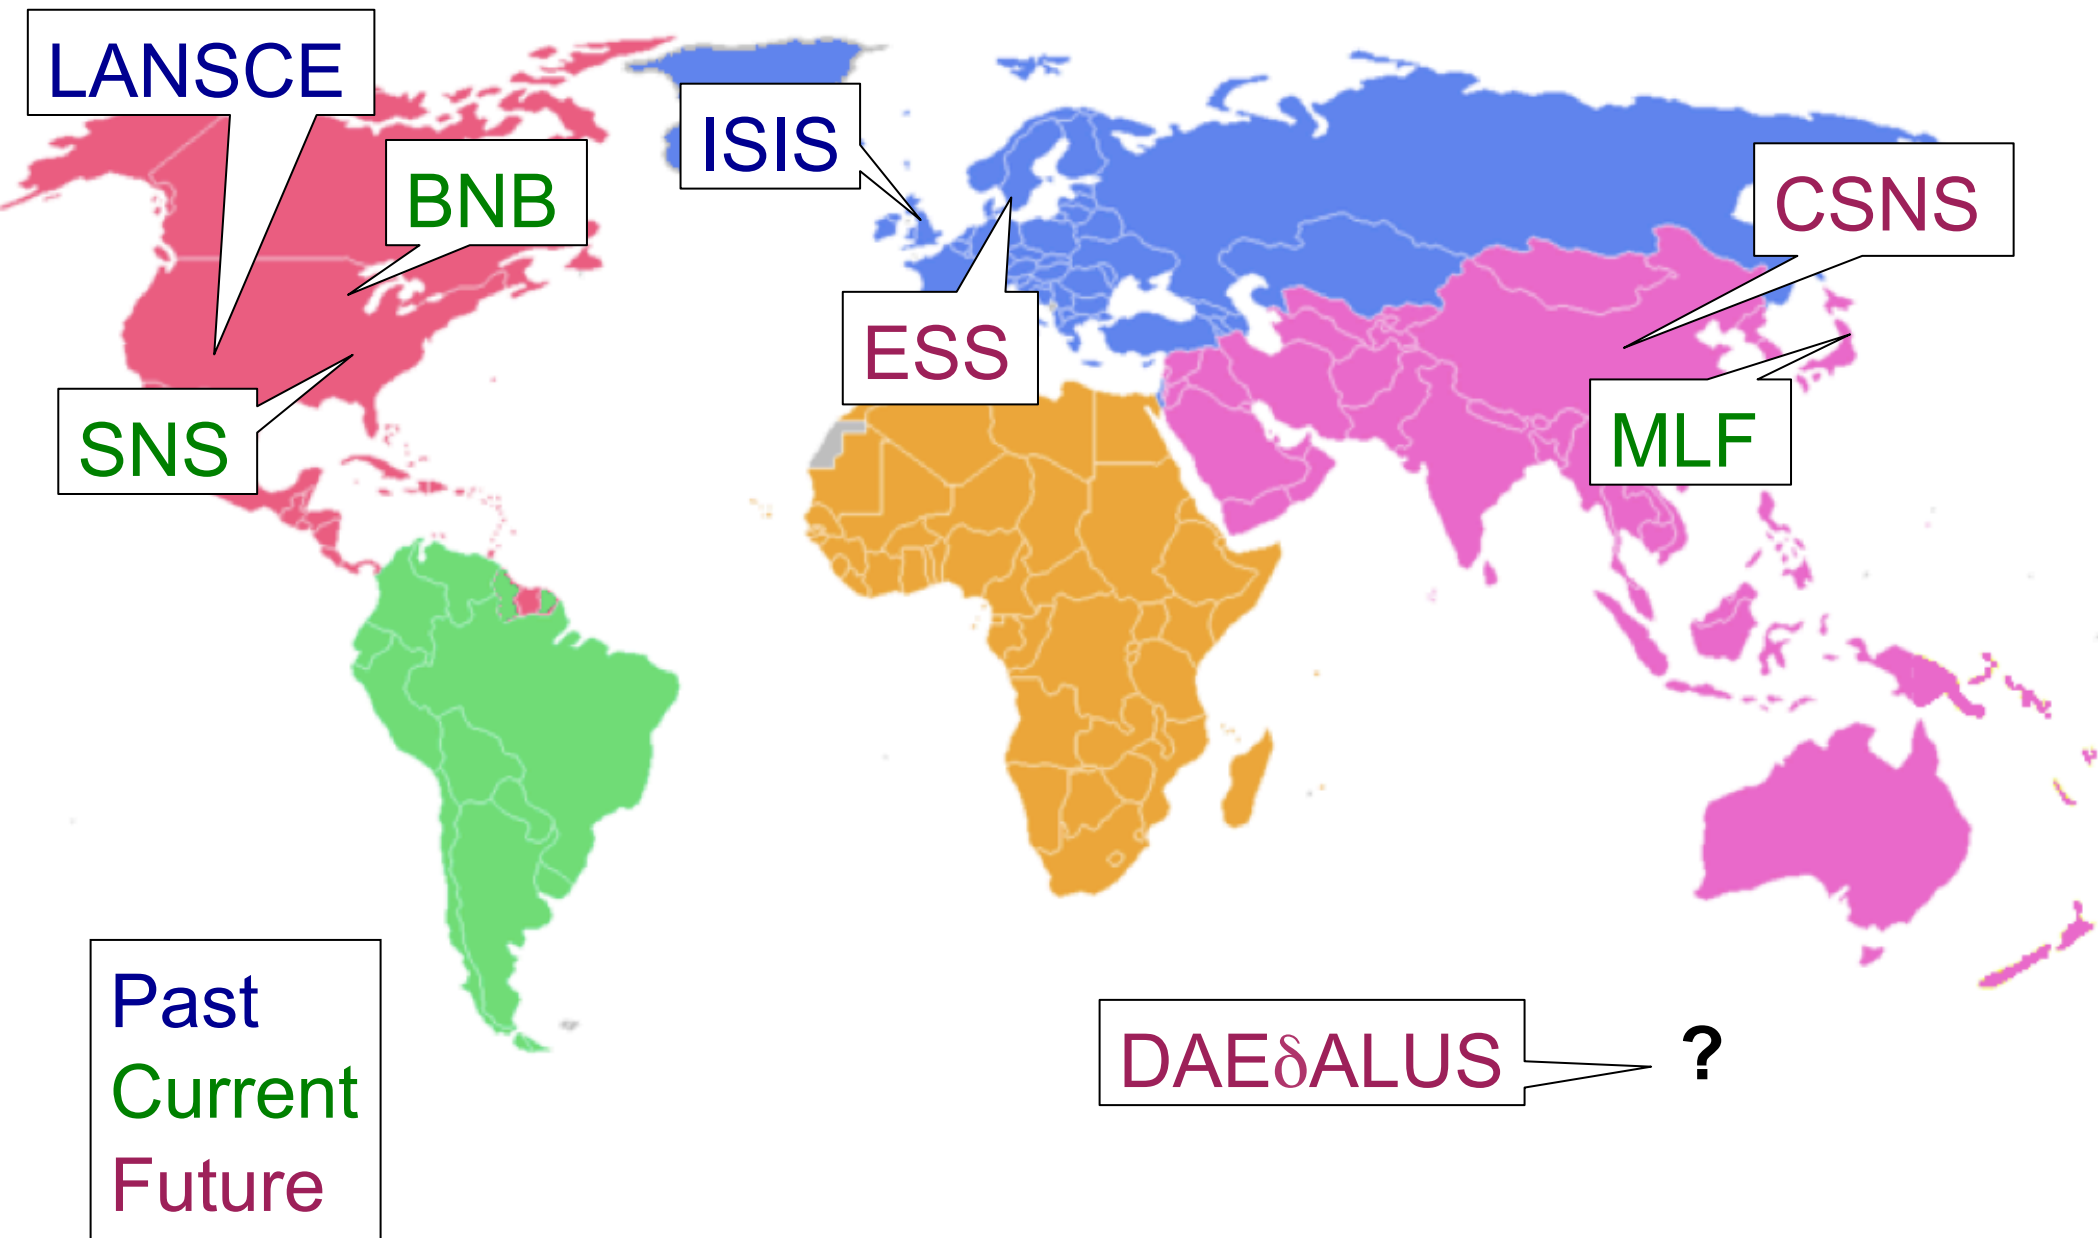 LANSCE
BNB
ISIS
CSNS
ESS
SNS
MLF
Past
Current
Future
DAEδALUS
?